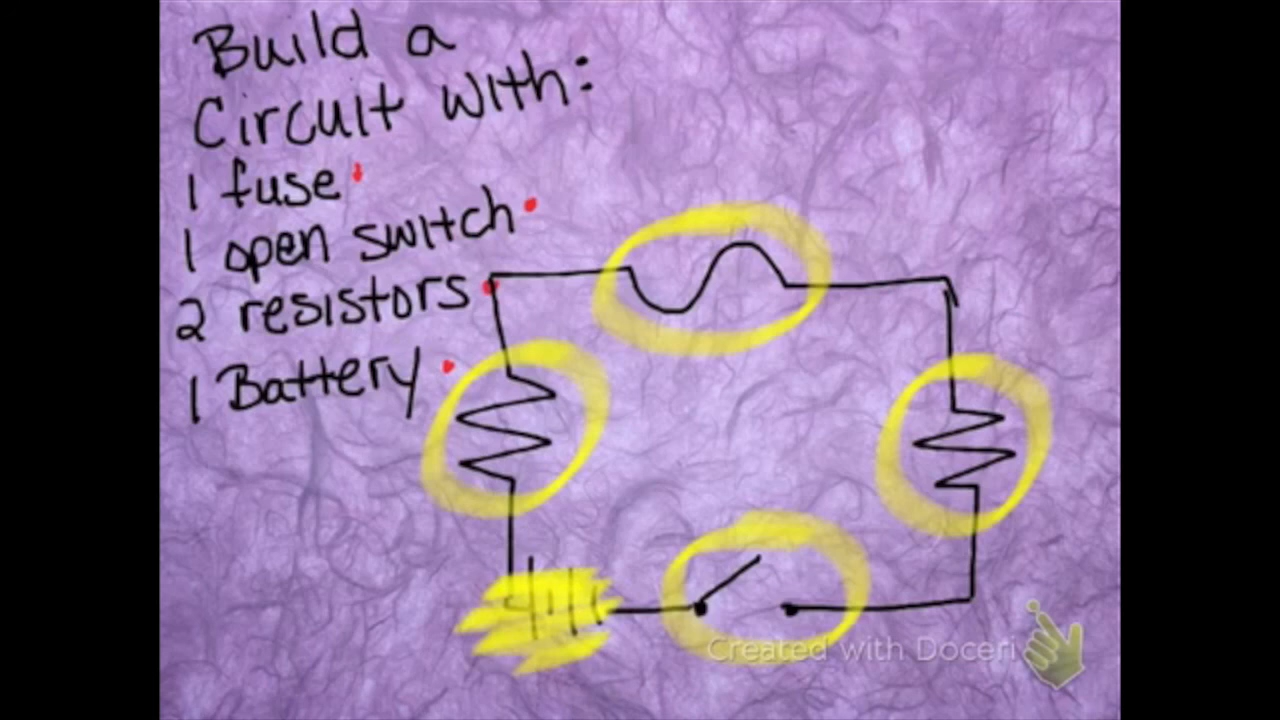 Build a
Circuit with:
1 fuse
1 open switch
2 resistors
1 Battery
Created with Doceri